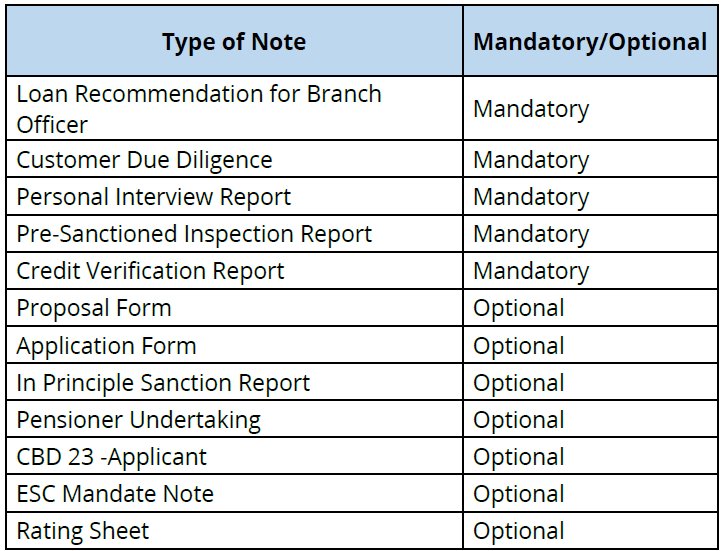 Type of Note Mandatory/Optional
Loan Recommendation for Branch
Officer Mandatory
Customer Due Diligence Mandatory
Personal Interview Report Mandatory
Pre-Sanctioned Inspection Report Mandatory
Credit Verification Report Mandatory
Proposal Form Optional
Application Form Optional
In Principle Sanction Report Optional
Pensioner Undertaking Optional
CBD 23 -Applicant Optional
ESC Mandate Note Optional
Rating Sheet Optional